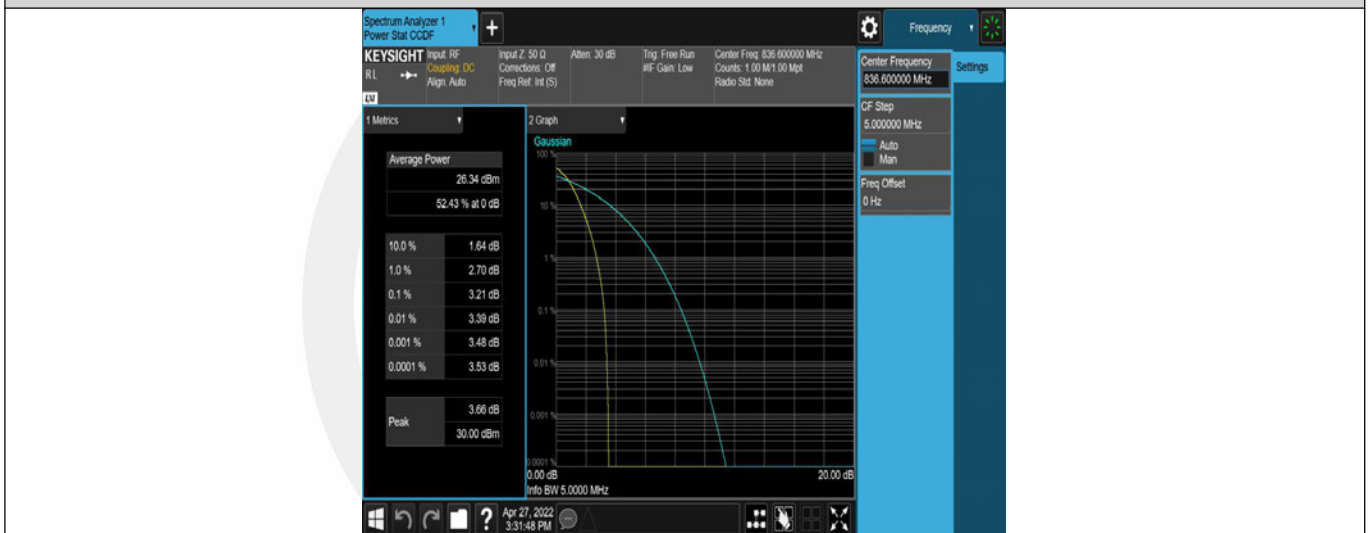 Spectrum Analyzer 1
Power Stat CCDF
+
Frequency
KEYSIGHT
R L
LXI
Input: RF
Coupling: DC
Align: Auto
Input Z: 50 Ω
Corrections: Off
Freq Ref: Int (S)
Atten: 30 dB
Trig: Free Run
#IF Gain: Low
Center Freq: 836.600000 MHz
Counts: 1.00 M/1.00 Mpt
Radio Std: None
Center Frequency
836.600000 MHz
Settings
CF Step
5.000000 MHz
Auto
Man
Freq Offset
0 Hz
1 Metrics
Average Power
26.34 dBm
52.43 % at 0 dB
10.0 % 1.64 dB
1.0 % 2.70 dB
0.1 % 3.21 dB
0.01 % 3.39 dB
0.001 % 3.48 dB
0.0001 % 3.53 dB
Peak 3.66 dB
30.00 dBm
2 Graph
Gaussian
100 %
10 %
1 %
0.1 %
0.01 %
0.001 %
0.0001 %
0.00 dB 20.00 dB
Info BW 5.0000 MHz
?
Apr 27, 2022
3:31:48 PM